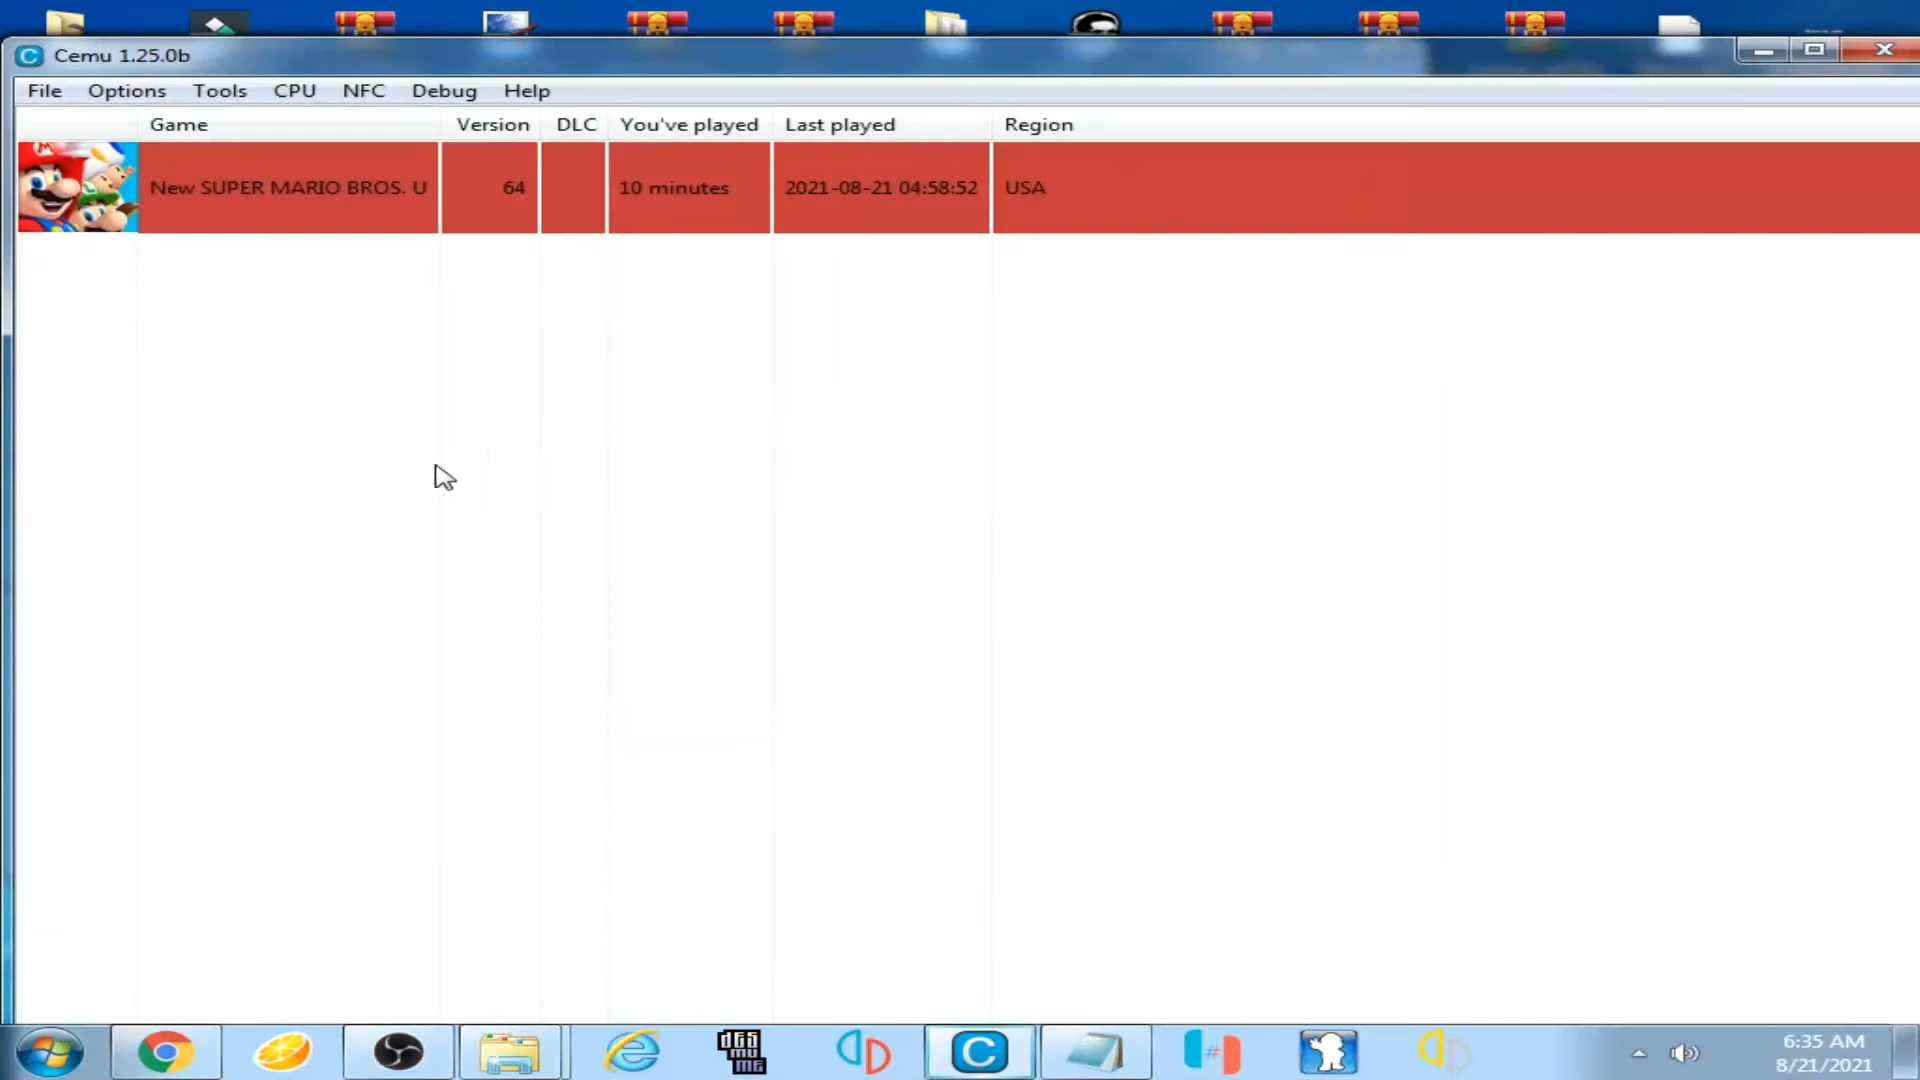 Cemu 1.25.0b
File Options Tools CPU NFC Debug Help
Game Version DLC You've played Last played Region
New SUPER MARIO BROS. U 64 10 minutes 2021-08-21 04:58:52 USA
6:35 AM
8/21/2021